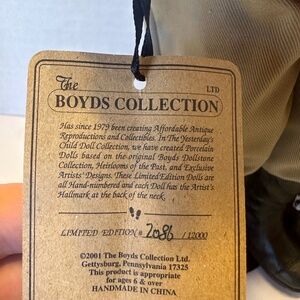 The
LTD
BOYDS COLLECTION
Has since 1979 been creating Affordable Antique
Reproductions and Collectibles. In The Yesterday's
Child Doll Collection, we have created Porcelain
Dolls based on the original Boyds Dollstone
Collection, Heirlooms of the Past, and Exclusive
Artists' Designs. These Limited Edition Dolls are
all Hand-numbered and each Doll has the Artist's
Hallmark at the back of the neck.
LIMITED EDITION # 2086 /12000
©2001 The Boyds Collection Ltd.
Gettysburg, Pennsylvania 17325
This product is appropriate
for ages 6 & over
HANDMADE IN CHINA